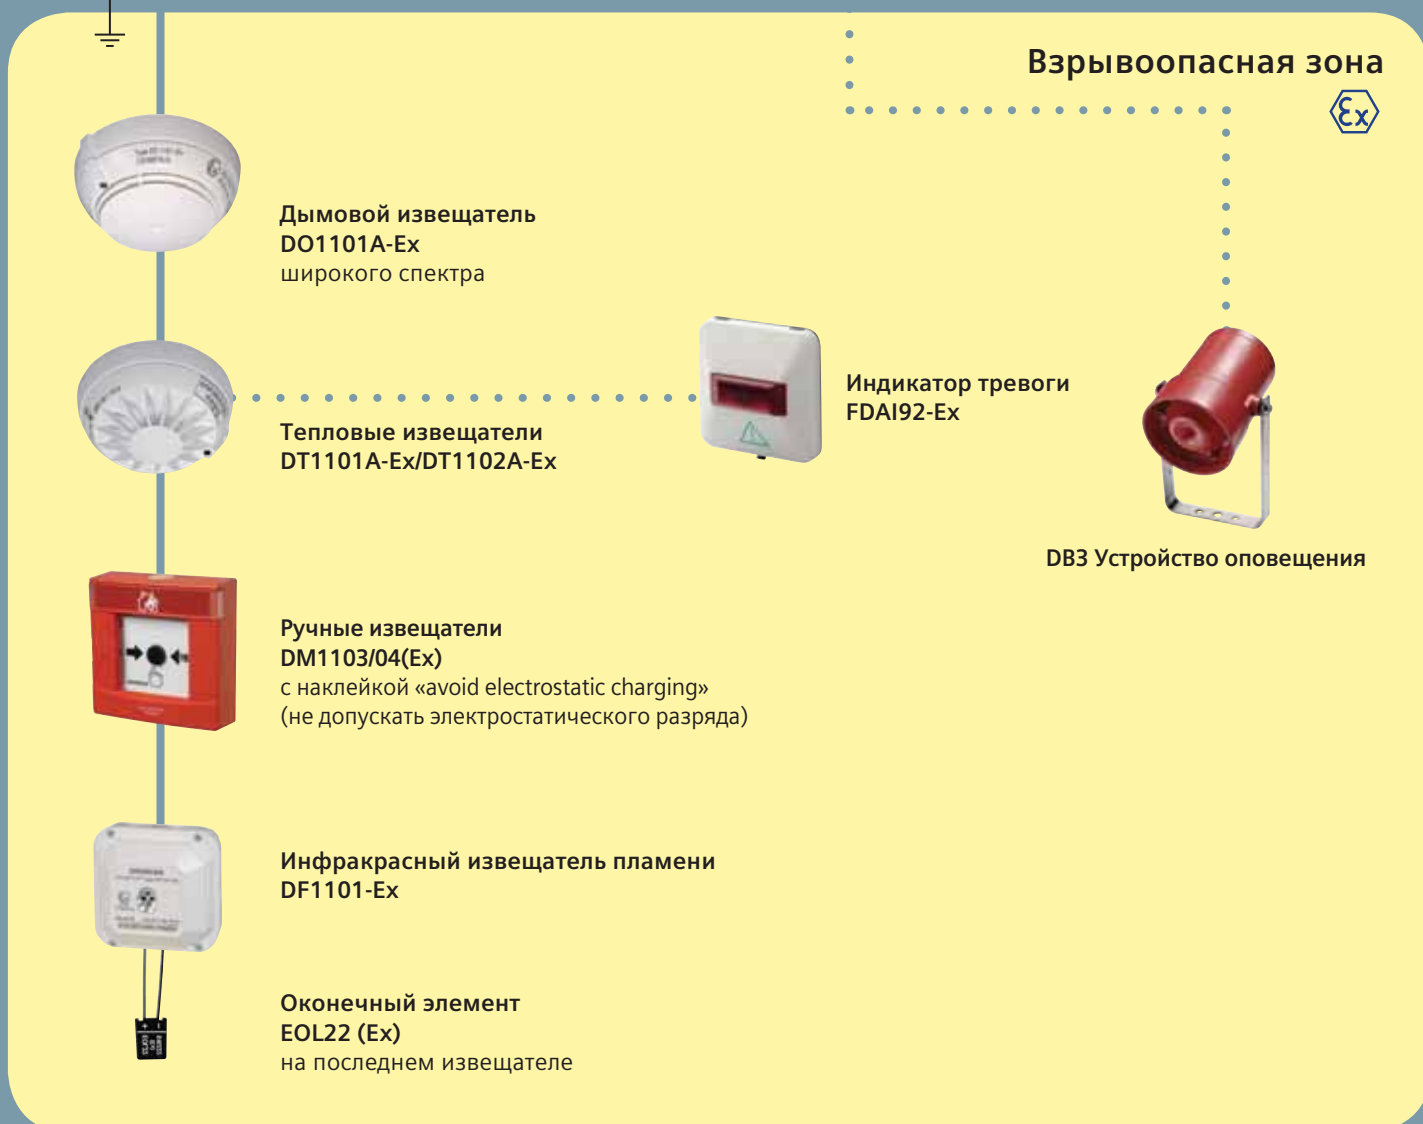 Взрывоопасная зона
Ex
Дымовой извещатель
DO1101A-Ex
широкого спектра
Индикатор тревоги
FDAI92-Ex
Тепловые извещатели
DT1101A-Ex/DT1102A-Ex
DB3 Устройство оповещения
Ручные извещатели
DM1103/04(Ex)
с наклейкой «avoid electrostatic charging»
(не допускать электростатического разряда)
Инфракрасный извещатель пламени
DF1101-Ex
Оконечный элемент
EOL22 (Ex)
на последнем извещателе